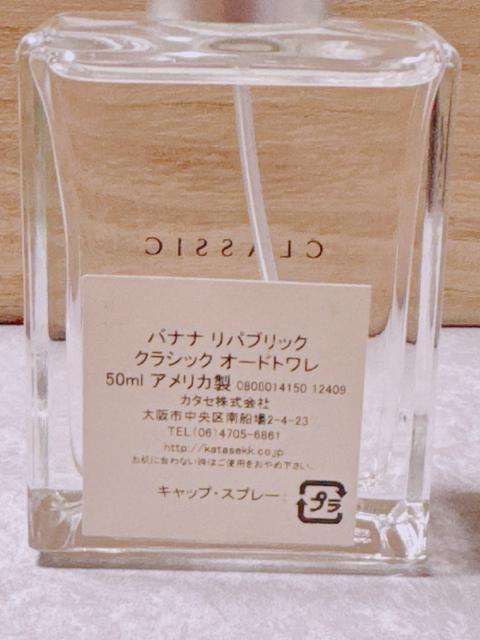 CLASSIC
バナナ リパブリック
クラシック オードトワレ
50ml アメリカ製 0806014150 12409
カタセ株式会社
大阪市中央区南船場2-4-23
TEL(06)4705-6861
http://katasekk.co.jp
お肌に合わない時はご使用をおやめ下さい。
キャップ・スプレー:
プラ